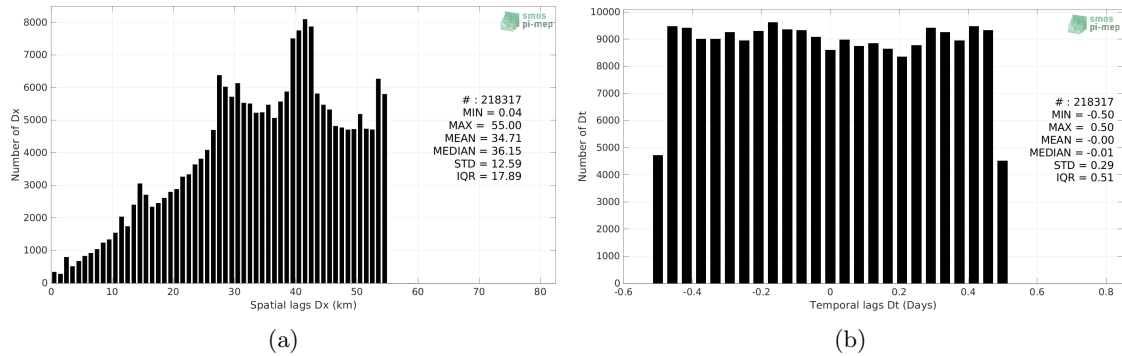 smos
pi-mep
8000
7000
6000
5000
4000
3000
2000
1000
0
Number of Dx
# : 218317
MIN = 0.04
MAX = 55.00
MEAN = 34.71
MEDIAN = 36.15
STD = 12.59
IQR = 17.89
0 10 20 30 40 50 60 70 80
Spatial lags Dx (km)
(a)
smos
pi-mep
10000
9000
8000
7000
6000
5000
4000
3000
2000
1000
0
Number of Dt
# : 218317
MIN = -0.50
MAX = 0.50
MEAN = -0.00
MEDIAN = -0.01
STD = 0.29
IQR = 0.51
-0.6 -0.4 -0.2 0 0.2 0.4 0.6 0.8
Temporal lags Dt (Days)
(b)